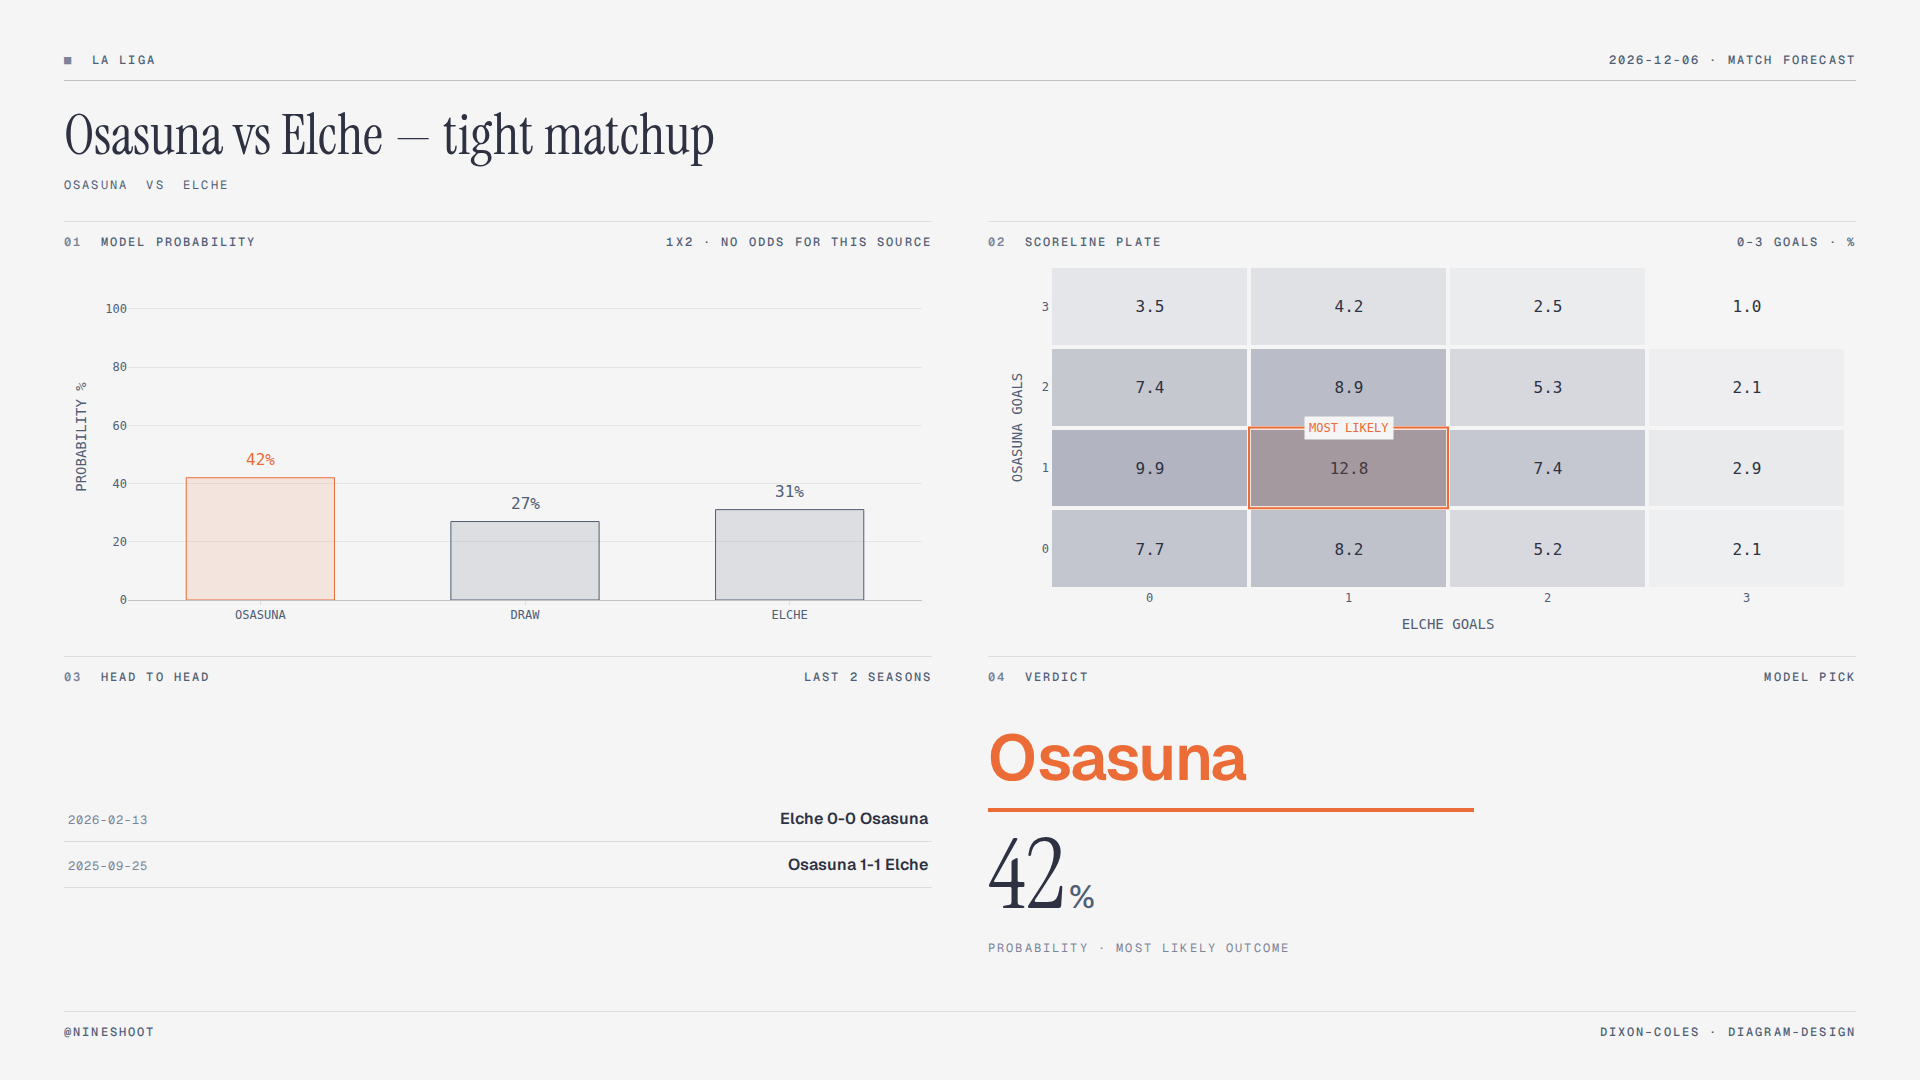 ■ LA LIGA
2026-12-06 · MATCH FORECAST
Osasuna vs Elche — tight matchup
OSASUNA VS ELCHE
01 MODEL PROBABILITY
1X2 · NO ODDS FOR THIS SOURCE
PROBABILITY %
100
80
60
40
20
0
42%
27%
31%
OSASUNA
DRAW
ELCHE
02 SCORELINE PLATE
0–3 GOALS · %
OSASUNA GOALS
3 3.5 4.2 2.5 1.0
2 7.4 8.9 5.3 2.1
MOST LIKELY
1 9.9 12.8 7.4 2.9
0 7.7 8.2 5.2 2.1
0 1 2 3
ELCHE GOALS
03 HEAD TO HEAD
LAST 2 SEASONS
2026-02-13 Elche 0-0 Osasuna
2025-09-25 Osasuna 1-1 Elche
04 VERDICT
MODEL PICK
Osasuna
42%
PROBABILITY · MOST LIKELY OUTCOME
@NINESHOOT
DIXON-COLES · DIAGRAM-DESIGN